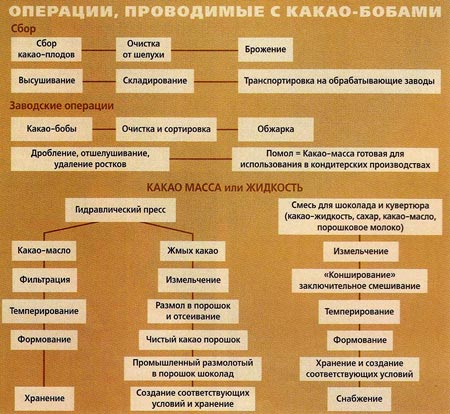 ОПЕРАЦИИ, ПРОВОДИМЫЕ С КАКАО-БОБАМИ
Сбор
Сбор
какао-плодов
Очистка
от шелухи
Брожение
Высушивание
Складирование
Транспортировка на обрабатывающие заводы
Заводские операции
Какао-бобы
Очистка и сортировка
Обжарка
Дробление, отшелушивание,
удаление ростков
Помол = Какао-масса готовая для
использования в кондитерских производствах
КАКАО МАССА или ЖИДКОСТЬ
Гидравлический пресс
Какао-масло
Фильтрация
Темперирование
Формование
Хранение
Жмых какао
Измельчение
Размол в порошок
и отсеивание
Чистый какао порошок
Промышленный размолотый
в порошок шоколад
Создание соответствующих
условий и хранение
Смесь для шоколада и кувертюра
(какао-жидкость, сахар, какао-масло,
порошковое молоко)
Измельчение
«Конширование»
заключительное смешивание
Темперирование
Формование
Хранение и создание
соответствующих условий
Снабжение